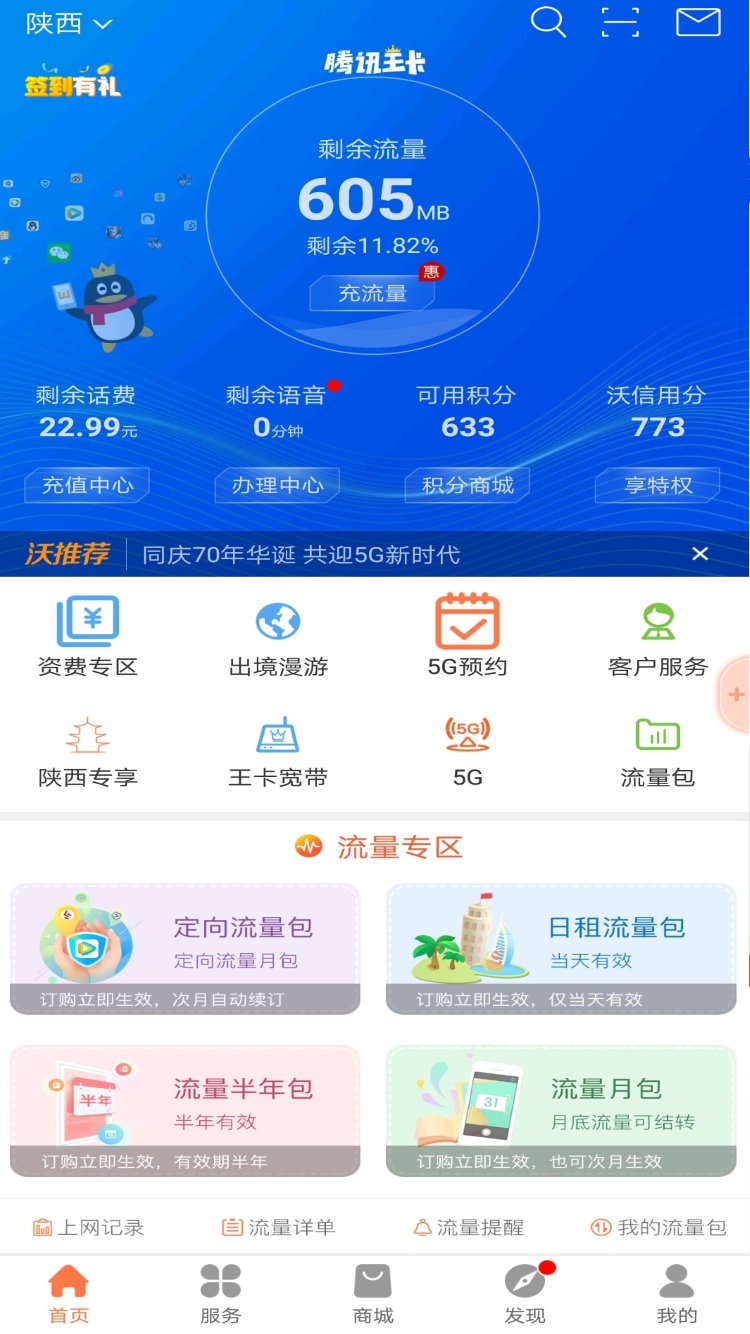 陕西
签到有礼
腾讯王卡
剩余流量
605MB
剩余11.82%
惠
充流量
剩余话费 剩余语音 可用积分 沃信用分
22.99元 0分钟 633 773
充值中心 办理中心 积分商城 享特权
沃推荐 同庆70年华诞 共迎5G新时代
资费专区 出境漫游 5G预约 客户服务
陕西专享 王卡宽带 5G 流量包
流量专区
定向流量包
定向流量月包
订购立即生效，次月自动续订
日租流量包
当天有效
订购立即生效，仅当天有效
半年
流量半年包
半年有效
订购立即生效，有效期半年
31
流量月包
月底流量可结转
订购立即生效，也可次月生效
上网记录 流量详单 流量提醒 我的流量包
首页 服务 商城 发现 我的